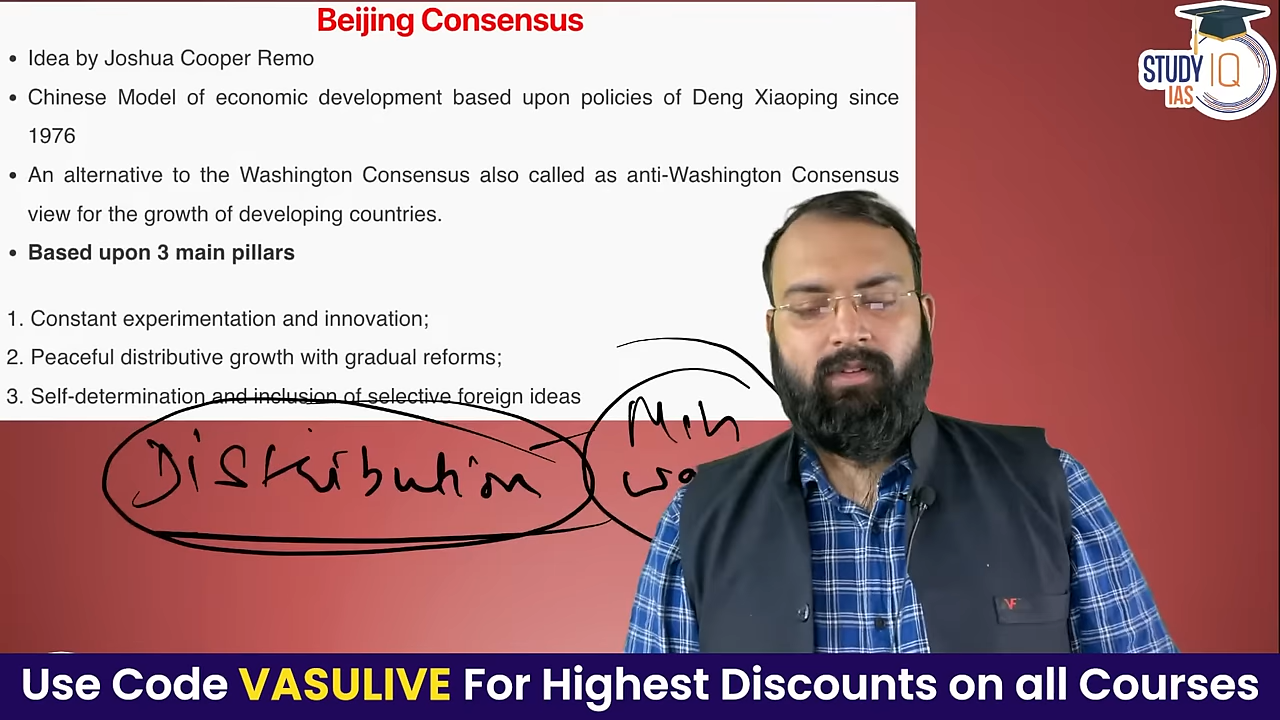 Beijing Consensus
• Idea by Joshua Cooper Remo
• Chinese Model of economic development based upon policies of Deng Xiaoping since
1976
• An alternative to the Washington Consensus also called as anti-Washington Consensus
view for the growth of developing countries.
• Based upon 3 main pillars
1. Constant experimentation and innovation;
2. Peaceful distributive growth with gradual reforms;
3. Self-determination and inclusion of selective foreign ideas
Distribution
STUDY IQ
IAS
VF
Use Code VASULIVE For Highest Discounts on all Courses